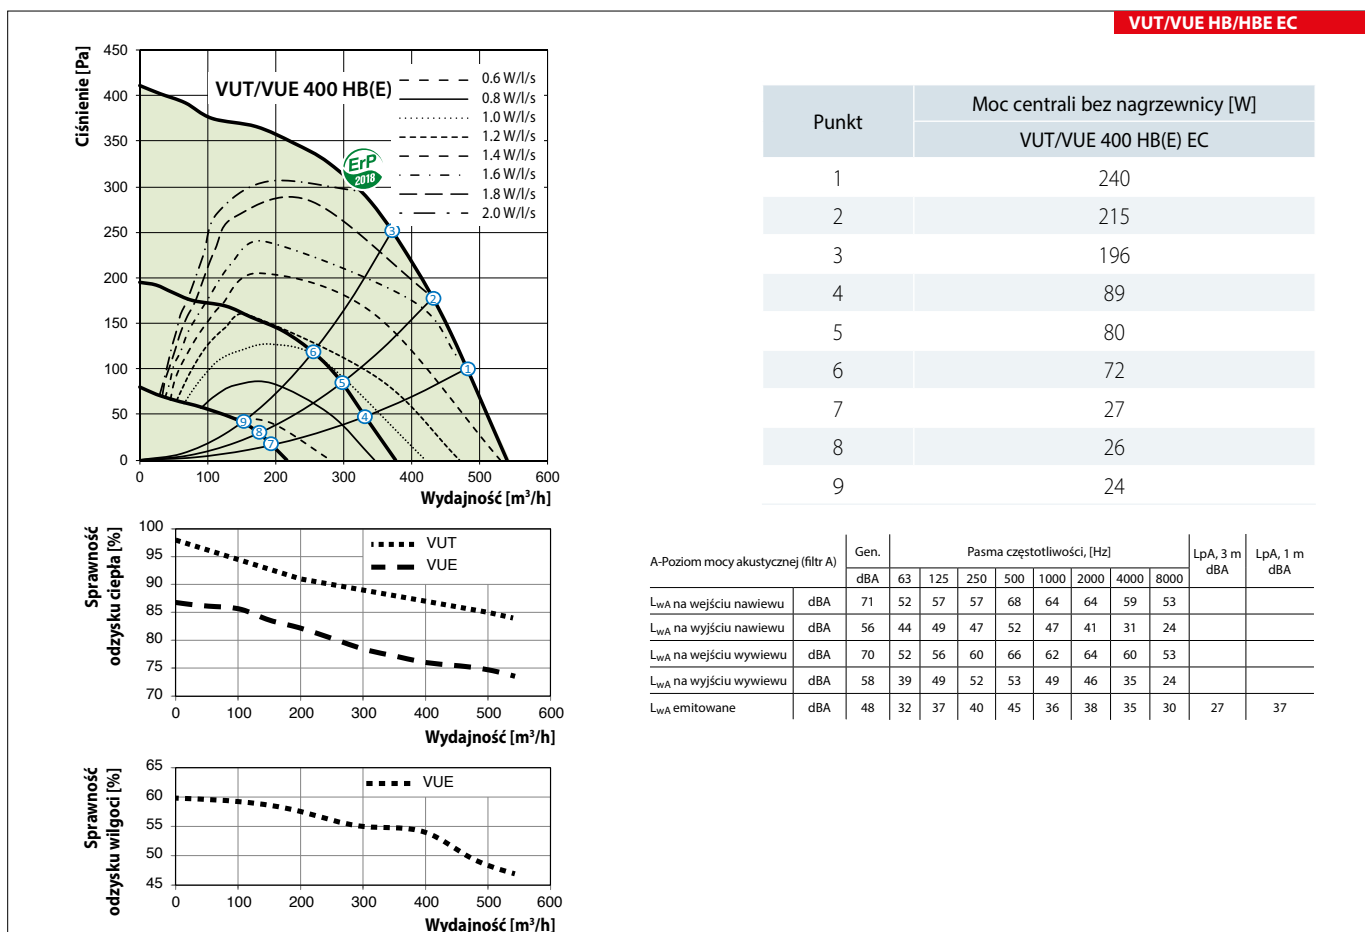 VUT/VUE HB/HBE EC
Ciśnienie [Pa]
450
400
350
300
250
200
150
100
50
0
VUT/VUE 400 HB(E)
0.6 W/l/s
0.8 W/l/s
1.0 W/l/s
1.2 W/l/s
1.4 W/l/s
1.6 W/l/s
1.8 W/l/s
2.0 W/l/s
ErP
2018
3
2
1
6
5
4
9
8
7
0 100 200 300 400 500 600
Wydajność [m³/h]
Sprawność
odzysku ciepła [%]
100
95
90
85
80
75
70
VUT
VUE
0 100 200 300 400 500 600
Wydajność [m³/h]
Sprawność
odzysku wilgoci [%]
65
60
55
50
45
VUE
0 100 200 300 400 500 600
Wydajność [m³/h]
Punkt Moc centrali bez nagrzewnicy [W]
VUT/VUE 400 HB(E) EC
1 240
2 215
3 196
4 89
5 80
6 72
7 27
8 26
9 24
A-Poziom mocy akustycznej (filtr A) Gen. Pasma częstotliwości, [Hz] LpA, 3 m dBA LpA, 1 m dBA
dBA 63 125 250 500 1000 2000 4000 8000
LwA na wejściu nawiewu dBA 71 52 57 57 68 64 64 59 53
LwA na wyjściu nawiewu dBA 56 44 49 47 52 47 41 31 24
LwA na wejściu wywiewu dBA 70 52 56 60 66 62 64 60 53
LwA na wyjściu wywiewu dBA 58 39 49 52 53 49 46 35 24
LwA emitowane dBA 48 32 37 40 45 36 38 35 30 27 37